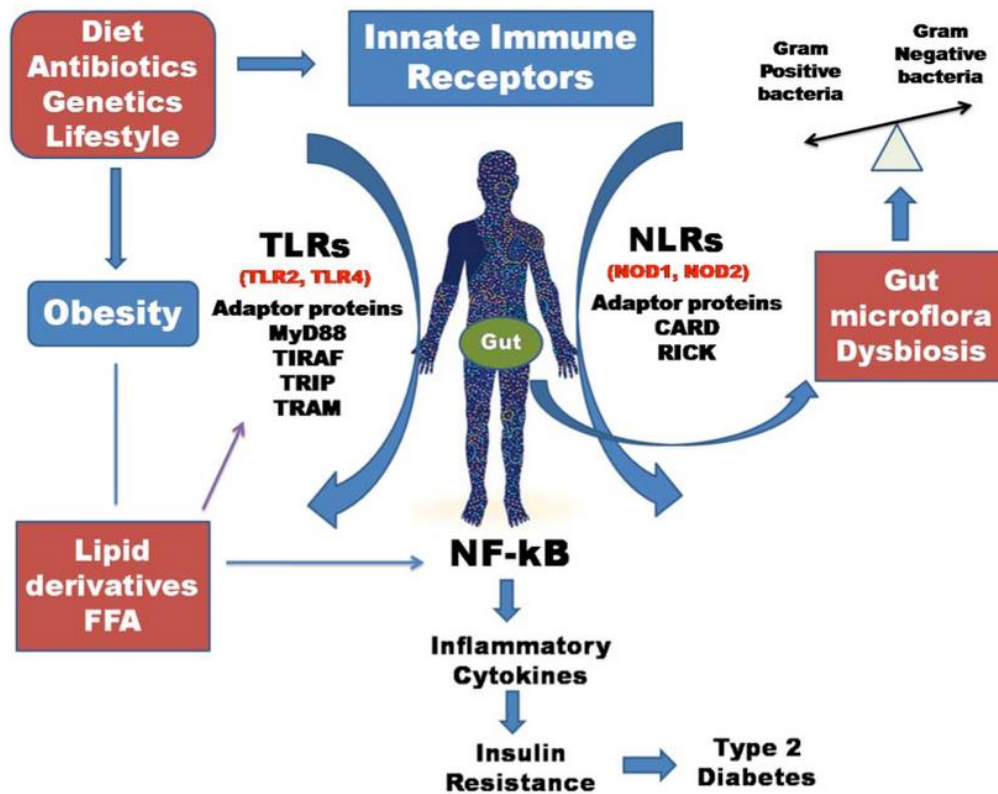 Diet
Antibiotics
Genetics
Lifestyle
Innate Immune
Receptors
Gram
Positive
bacteria
Gram
Negative
bacteria
TLRs
(TLR2, TLR4)
Adaptor proteins
MyD88
TIRAF
TRIP
TRAM
NLRs
(NOD1, NOD2)
Adaptor proteins
CARD
RICK
Obesity
Gut
Gut
microflora
Dysbiosis
Lipid
derivatives
FFA
NF-kB
Inflammatory
Cytokines
Insulin
Resistance
Type 2
Diabetes